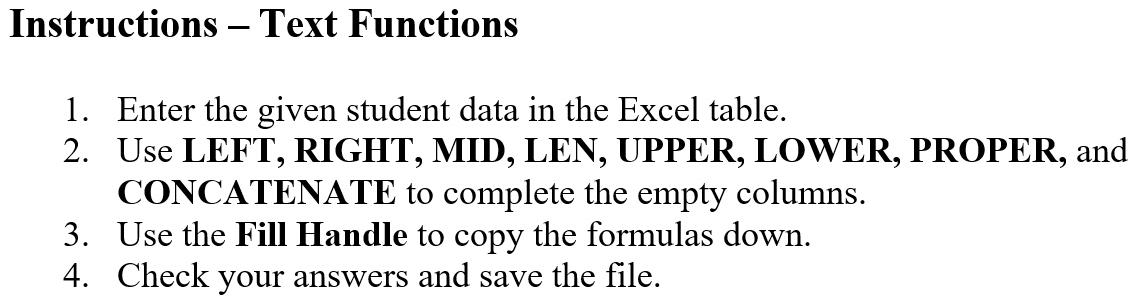 Instructions – Text Functions
1. Enter the given student data in the Excel table.
2. Use LEFT, RIGHT, MID, LEN, UPPER, LOWER, PROPER, and
CONCATENATE to complete the empty columns.
3. Use the Fill Handle to copy the formulas down.
4. Check your answers and save the file.